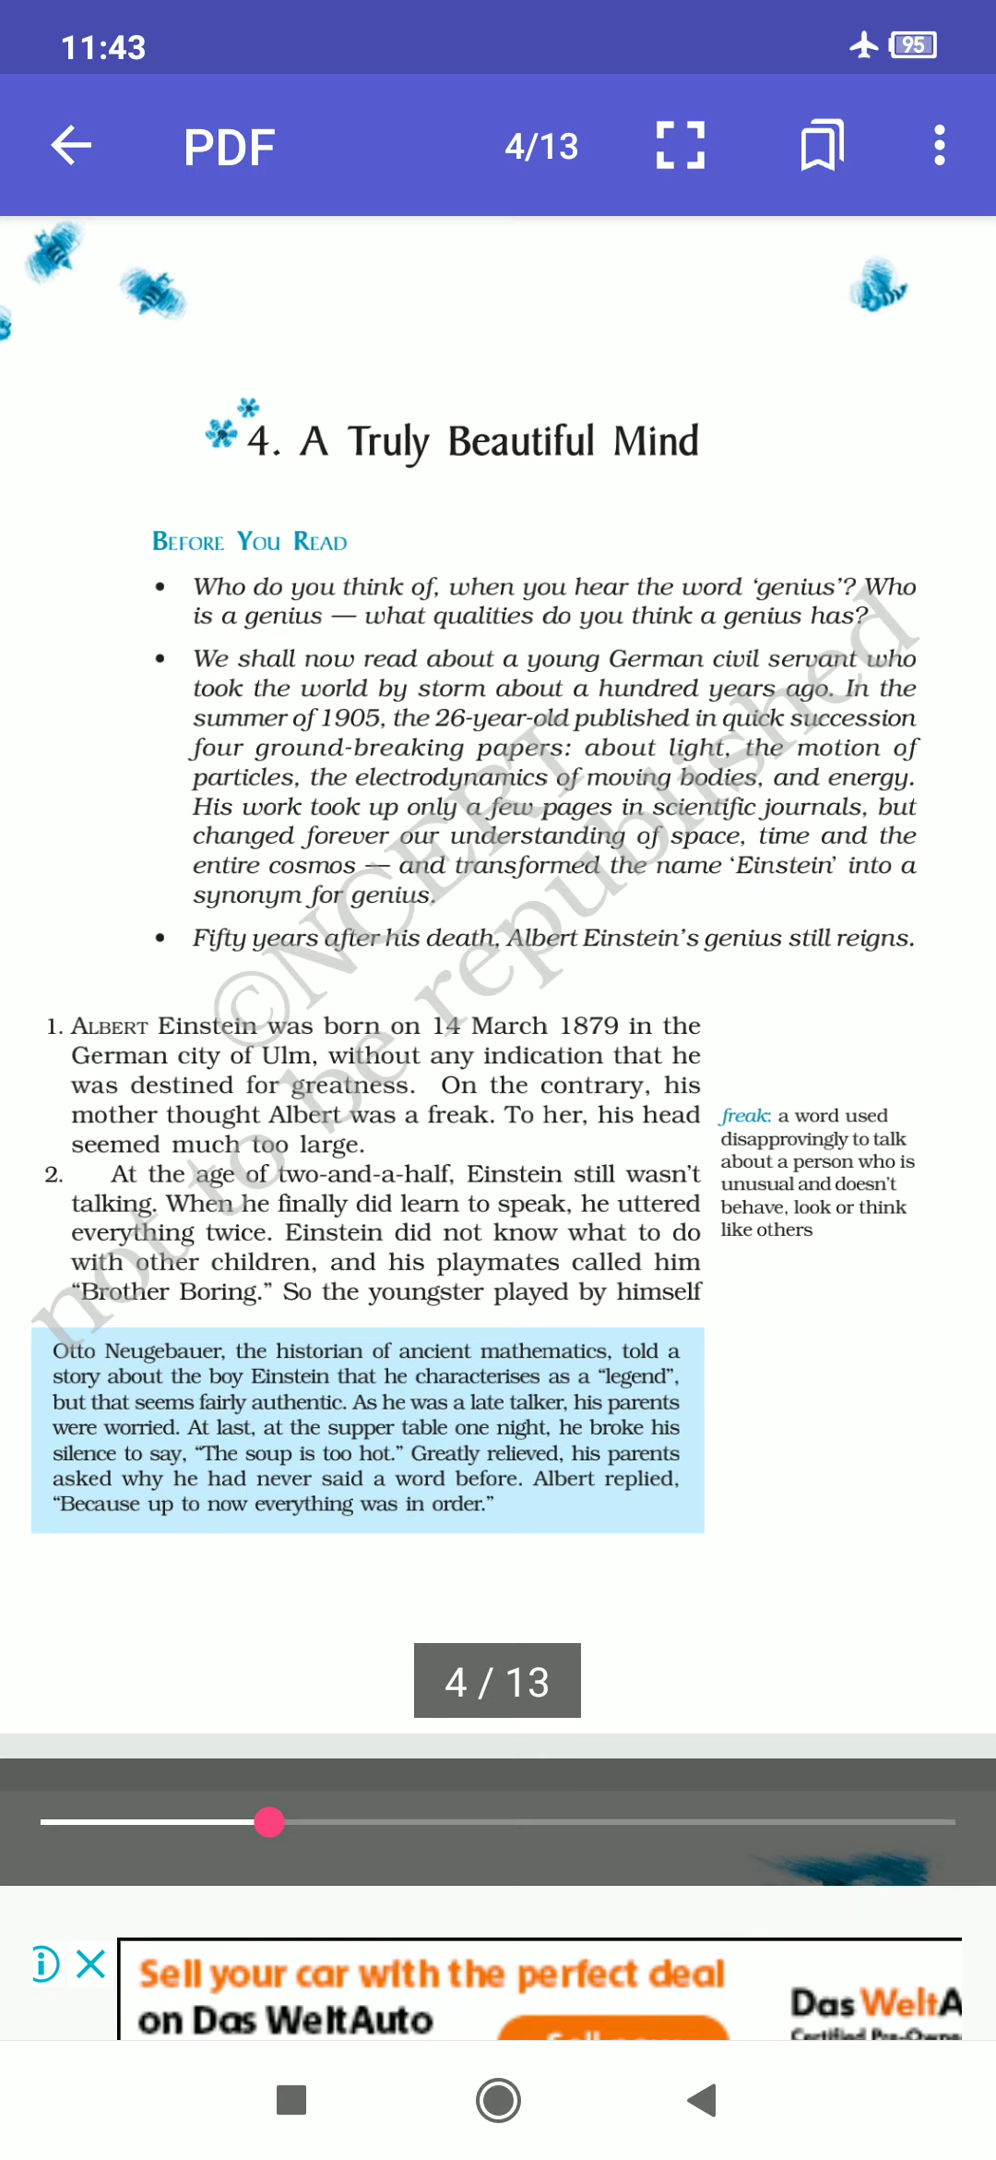 11:43
95
PDF
4/13
4. A Truly Beautiful Mind
BEFORE YOU READ
• Who do you think of, when you hear the word ‘genius’? Who
is a genius — what qualities do you think a genius has?
• We shall now read about a young German civil servant who
took the world by storm about a hundred years ago. In the
summer of 1905, the 26-year-old published in quick succession
four ground-breaking papers: about light, the motion of
particles, the electrodynamics of moving bodies, and energy.
His work took up only a few pages in scientific journals, but
changed forever our understanding of space, time and the
entire cosmos — and transformed the name ‘Einstein’ into a
synonym for genius.
• Fifty years after his death, Albert Einstein’s genius still reigns.
©NCERT
not to be republished
1. ALBERT Einstein was born on 14 March 1879 in the
German city of Ulm, without any indication that he
was destined for greatness. On the contrary, his
mother thought Albert was a freak. To her, his head
seemed much too large.
2. At the age of two-and-a-half, Einstein still wasn’t
talking. When he finally did learn to speak, he uttered
everything twice. Einstein did not know what to do
with other children, and his playmates called him
“Brother Boring.” So the youngster played by himself
freak: a word used
disapprovingly to talk
about a person who is
unusual and doesn’t
behave, look or think
like others
Otto Neugebauer, the historian of ancient mathematics, told a
story about the boy Einstein that he characterises as a “legend”,
but that seems fairly authentic. As he was a late talker, his parents
were worried. At last, at the supper table one night, he broke his
silence to say, “The soup is too hot.” Greatly relieved, his parents
asked why he had never said a word before. Albert replied,
“Because up to now everything was in order.”
4 / 13
Sell your car with the perfect deal
on Das WeltAuto
Das WeltA